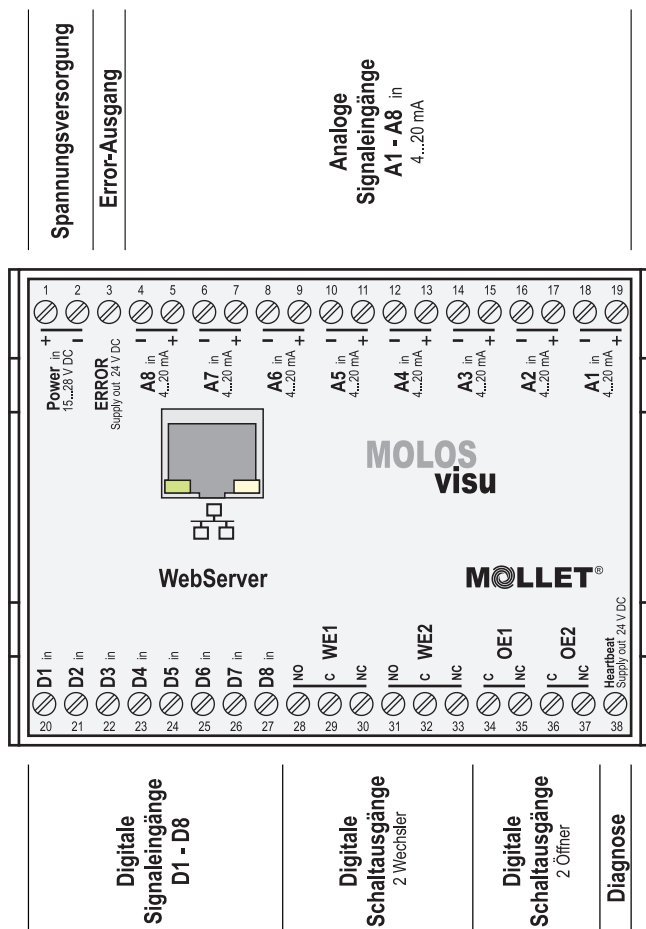 Spannungsversorgung
Error-Ausgang
Analoge
Signaleingänge
A1 - A8 in
4...20 mA
1 2 3 4 5 6 7 8 9 10 11 12 13 14 15 16 17 18 19
+ − − + − + − + − + − + − + − + − +
Power in
15...28 V DC
ERROR
Supply out 24 V DC
A8 in
4...20 mA
A7 in
4...20 mA
A6 in
4...20 mA
A5 in
4...20 mA
A4 in
4...20 mA
A3 in
4...20 mA
A2 in
4...20 mA
A1 in
4...20 mA
MOLOS
visu
WebServer
MOLLET®
D1 in
D2 in
D3 in
D4 in
D5 in
D6 in
D7 in
D8 in
WE1
NO C NC
WE2
NO C NC
OE1
C NC
OE2
C NC
Heartbeat
Supply out 24 V DC
20 21 22 23 24 25 26 27 28 29 30 31 32 33 34 35 36 37 38
Digitale
Signaleingänge
D1 - D8
Digitale
Schaltausgänge
2 Wechsler
Digitale
Schaltausgänge
2 Öffner
Diagnose